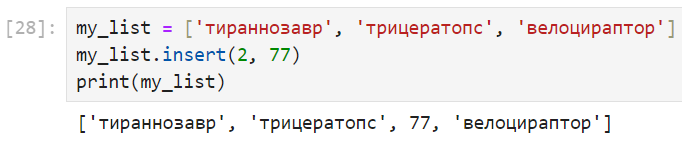 [28]: my_list = ['тираннозавр', 'трицератопс', 'велоцираптор']
my_list.insert(2, 77)
print(my_list)
['тираннозавр', 'трицератопс', 77, 'велоцираптор']